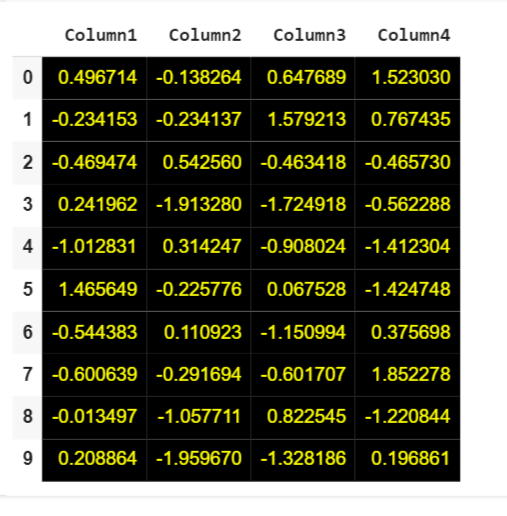 Column1 Column2 Column3 Column4
0 0.496714 -0.138264 0.647689 1.523030
1 -0.234153 -0.234137 1.579213 0.767435
2 -0.469474 0.542560 -0.463418 -0.465730
3 0.241962 -1.913280 -1.724918 -0.562288
4 -1.012831 0.314247 -0.908024 -1.412304
5 1.465649 -0.225776 0.067528 -1.424748
6 -0.544383 0.110923 -1.150994 0.375698
7 -0.600639 -0.291694 -0.601707 1.852278
8 -0.013497 -1.057711 0.822545 -1.220844
9 0.208864 -1.959670 -1.328186 0.196861